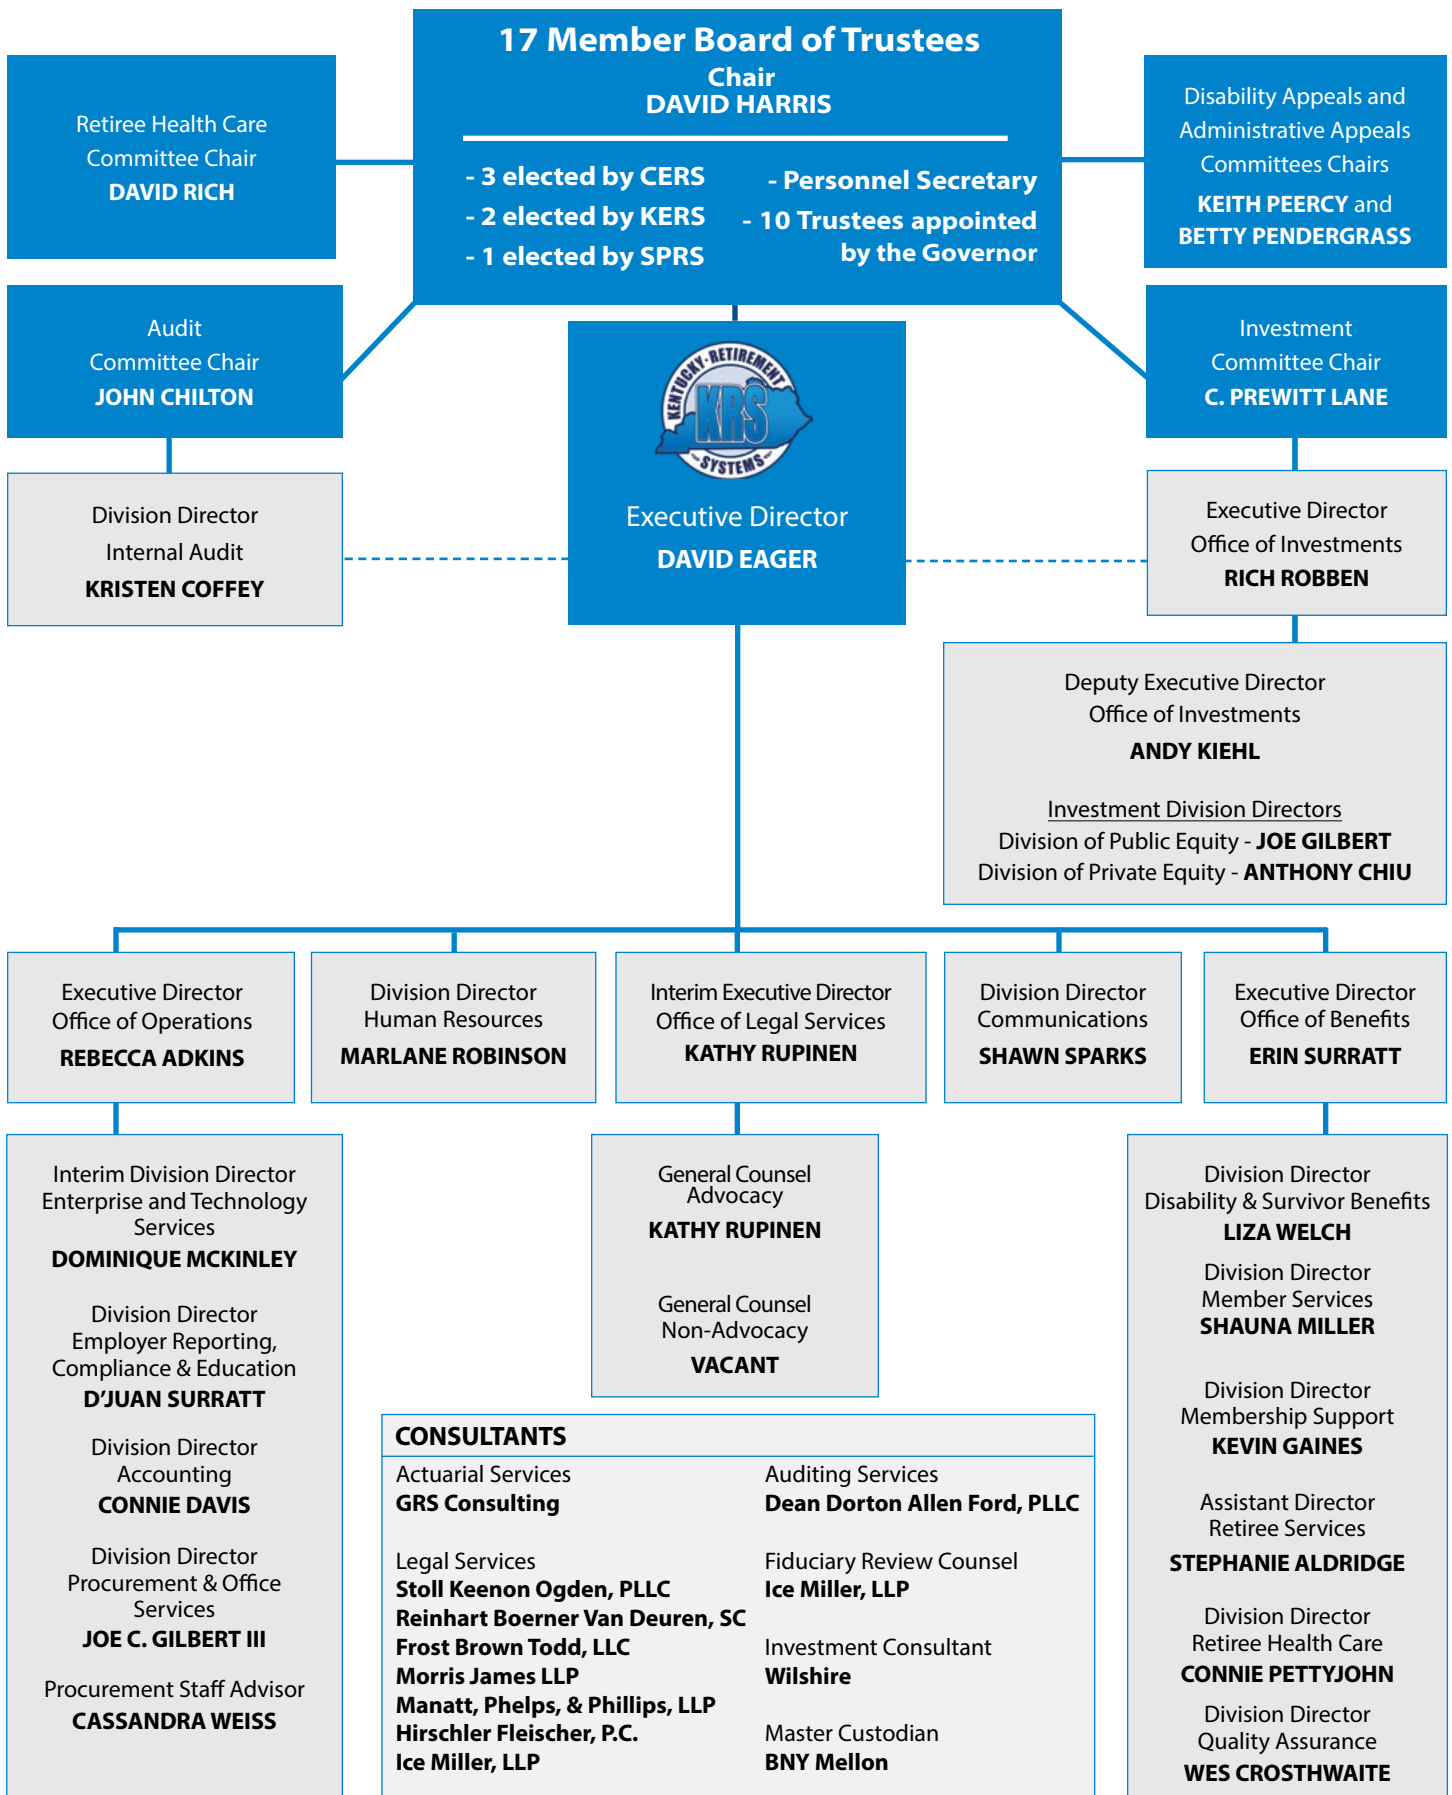 17 Member Board of Trustees
Chair
DAVID HARRIS
- 3 elected by CERS
- 2 elected by KERS
- 1 elected by SPRS
- Personnel Secretary
- 10 Trustees appointed
by the Governor
Retiree Health Care
Committee Chair
DAVID RICH
Disability Appeals and
Administrative Appeals
Committees Chairs
KEITH PEERCY and
BETTY PENDERGRASS
Audit
Committee Chair
JOHN CHILTON
Investment
Committee Chair
C. PREWITT LANE
KENTUCKY·RETIREMENT
KRS
SYSTEMS
Executive Director
DAVID EAGER
Division Director
Internal Audit
KRISTEN COFFEY
Executive Director
Office of Investments
RICH ROBBEN
Deputy Executive Director
Office of Investments
ANDY KIEHL
Investment Division Directors
Division of Public Equity - JOE GILBERT
Division of Private Equity - ANTHONY CHIU
Executive Director
Office of Operations
REBECCA ADKINS
Division Director
Human Resources
MARLANE ROBINSON
Interim Executive Director
Office of Legal Services
KATHY RUPINEN
Division Director
Communications
SHAWN SPARKS
Executive Director
Office of Benefits
ERIN SURRATT
Interim Division Director
Enterprise and Technology
Services
DOMINIQUE MCKINLEY
Division Director
Employer Reporting,
Compliance & Education
D’JUAN SURRATT
Division Director
Accounting
CONNIE DAVIS
Division Director
Procurement & Office
Services
JOE C. GILBERT III
Procurement Staff Advisor
CASSANDRA WEISS
General Counsel
Advocacy
KATHY RUPINEN
General Counsel
Non-Advocacy
VACANT
CONSULTANTS
Actuarial Services
GRS Consulting
Legal Services
Stoll Keenon Ogden, PLLC
Reinhart Boerner Van Deuren, SC
Frost Brown Todd, LLC
Morris James LLP
Manatt, Phelps, & Phillips, LLP
Hirschler Fleischer, P.C.
Ice Miller, LLP
Auditing Services
Dean Dorton Allen Ford, PLLC
Fiduciary Review Counsel
Ice Miller, LLP
Investment Consultant
Wilshire
Master Custodian
BNY Mellon
Division Director
Disability & Survivor Benefits
LIZA WELCH
Division Director
Member Services
SHAUNA MILLER
Division Director
Membership Support
KEVIN GAINES
Assistant Director
Retiree Services
STEPHANIE ALDRIDGE
Division Director
Retiree Health Care
CONNIE PETTYJOHN
Division Director
Quality Assurance
WES CROSTHWAITE